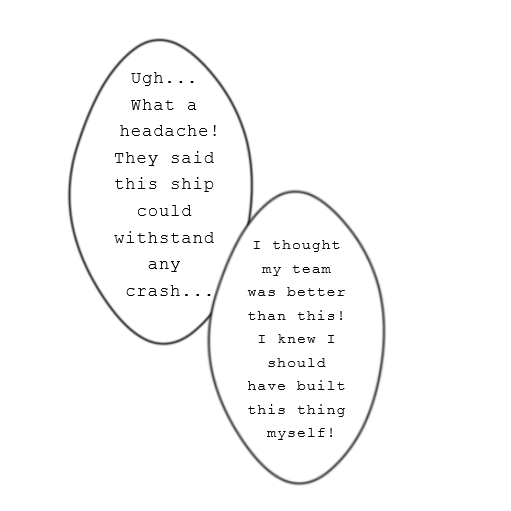 Ugh...
What a
headache!
They said
this ship
could
withstand
any
crash...
I thought
my team
was better
than this!
I knew I
should
have built
this thing
myself!